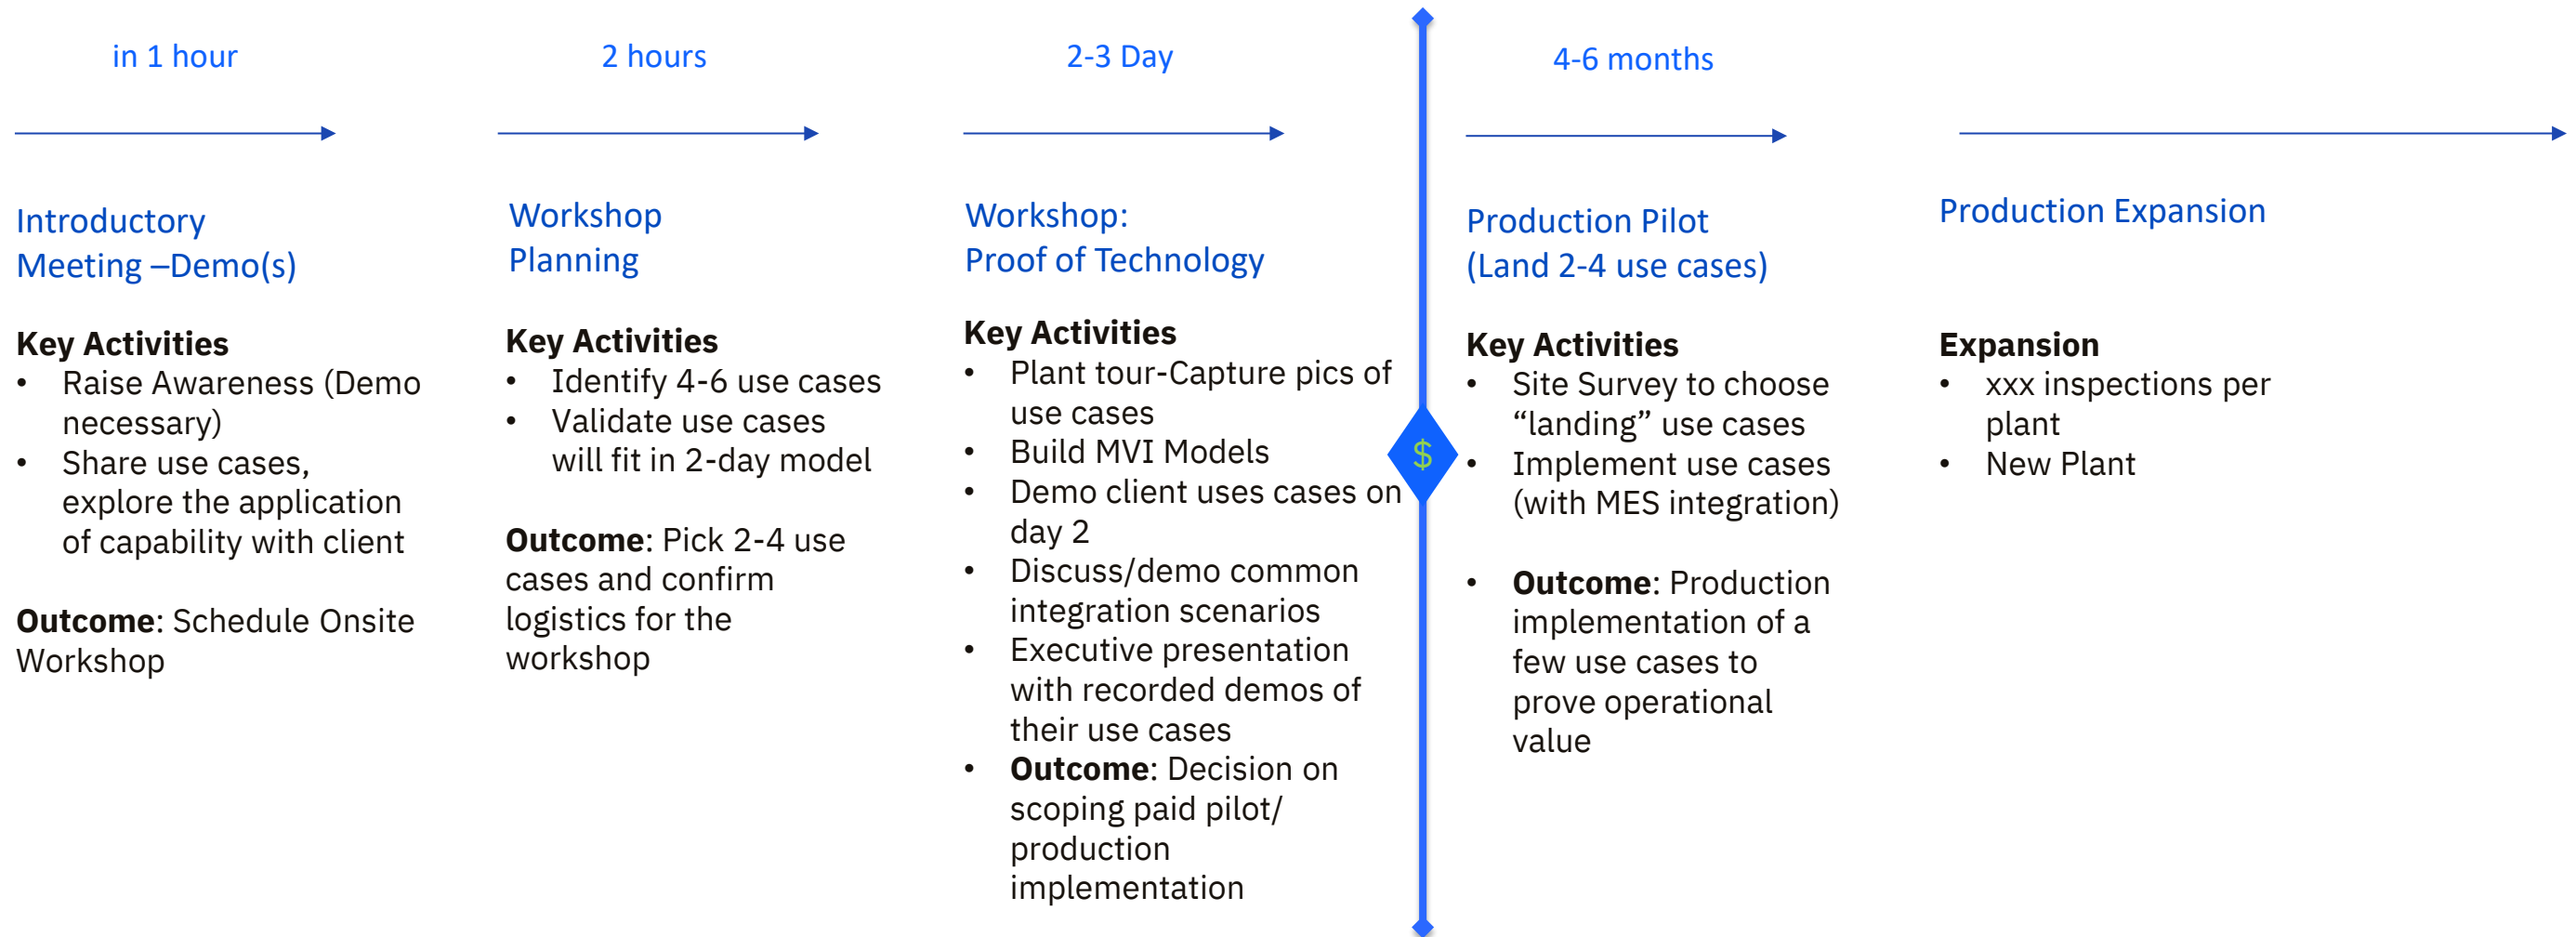 in 1 hour
Introductory
Meeting –Demo(s)
Key Activities
• Raise Awareness (Demo
necessary)
• Share use cases,
explore the application
of capability with client
Outcome: Schedule Onsite
Workshop
2 hours
Workshop
Planning
Key Activities
• Identify 4-6 use cases
• Validate use cases
will fit in 2-day model
Outcome: Pick 2-4 use
cases and confirm
logistics for the
workshop
2-3 Day
Workshop:
Proof of Technology
Key Activities
• Plant tour-Capture pics of
use cases
• Build MVI Models
• Demo client uses cases on
day 2
• Discuss/demo common
integration scenarios
• Executive presentation
with recorded demos of
their use cases
• Outcome: Decision on
scoping paid pilot/
production
implementation
$
4-6 months
Production Pilot
(Land 2-4 use cases)
Key Activities
• Site Survey to choose
“landing” use cases
• Implement use cases
(with MES integration)
• Outcome: Production
implementation of a
few use cases to
prove operational
value
Production Expansion
Expansion
• xxx inspections per
plant
• New Plant